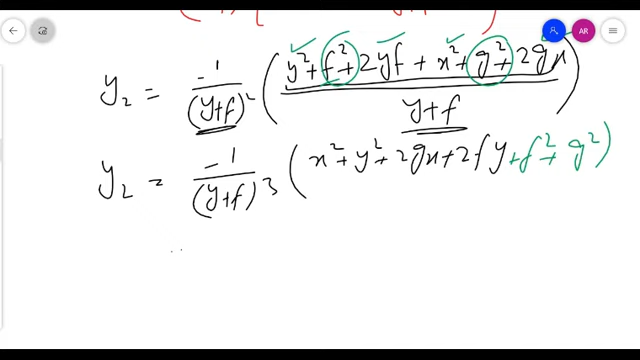 y₂ = -1/(y+f)² ( (y²+f²+2yf+x²+g²+2gx)/(y+f) )
y₂ = -1/(y+f)³ ( x²+y²+2gx+2fy+f²+g² )
AR